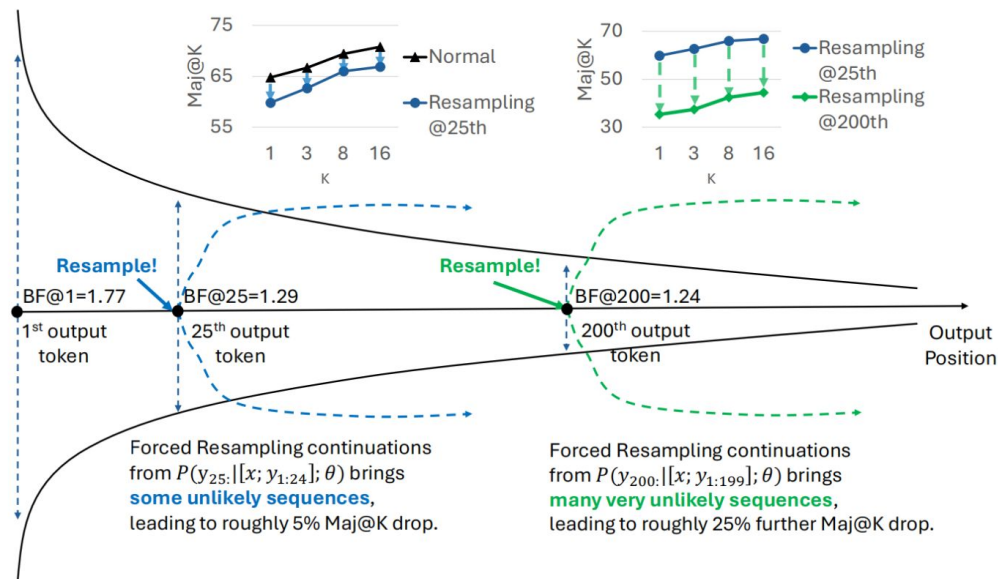 75
65
55
Maj@K
1 3 8 16
K
Normal
Resampling
@25th
70
50
30
Maj@K
1 3 8 16
K
Resampling
@25th
Resampling
@200th
Resample!
Resample!
BF@1=1.77
BF@25=1.29
BF@200=1.24
1st output
token
25th output
token
200th output
token
Output
Position
Forced Resampling continuations
from P(y25:|[x; y1:24]; θ) brings
some unlikely sequences,
leading to roughly 5% Maj@K drop.
Forced Resampling continuations
from P(y200:|[x; y1:199]; θ) brings
many very unlikely sequences,
leading to roughly 25% further Maj@K drop.